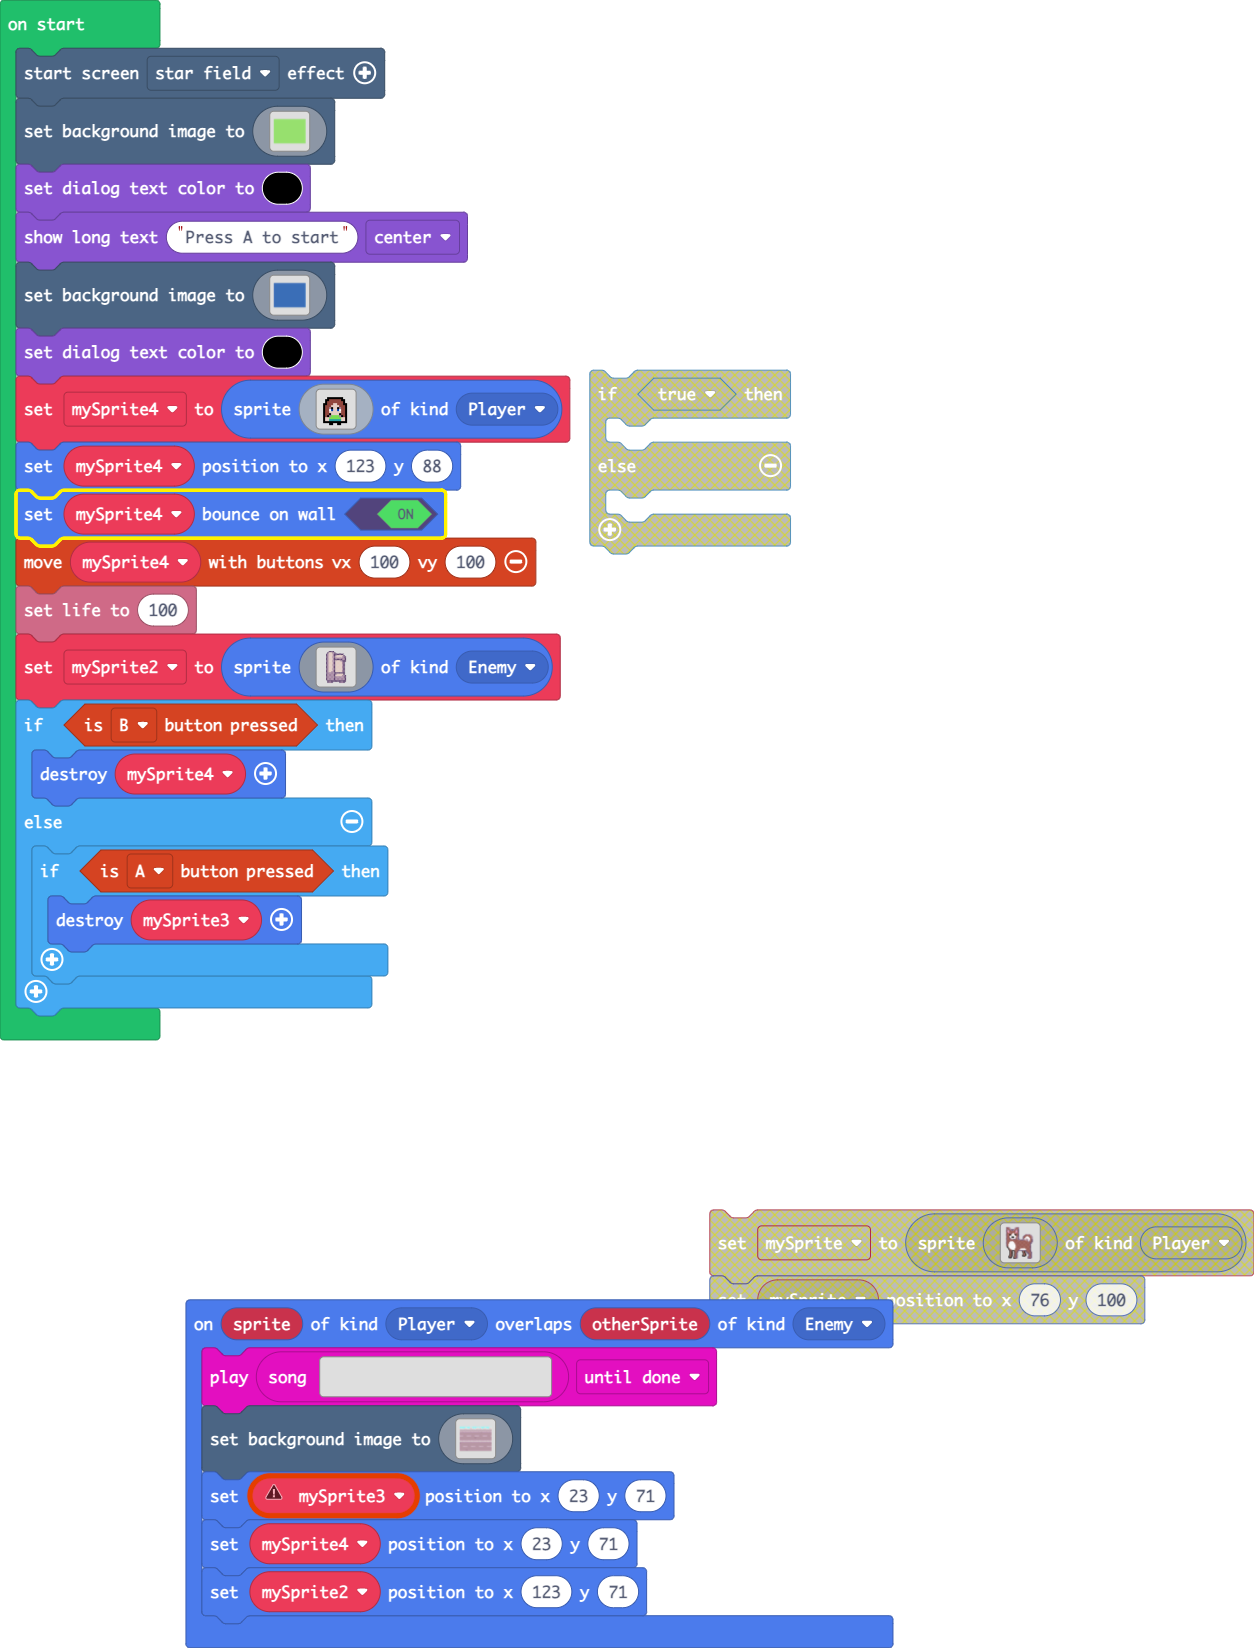 on start
start screen star field effect
set background image to
set dialog text color to
show long text "Press A to start" center
set background image to
set dialog text color to
set mySprite4 to sprite of kind Player
set mySprite4 position to x 123 y 88
set mySprite4 bounce on wall ON
move mySprite4 with buttons vx 100 vy 100
set life to 100
set mySprite2 to sprite of kind Enemy
if is B button pressed then
destroy mySprite4
else
if is A button pressed then
destroy mySprite3
if true then
else
set mySprite to sprite of kind Player
set mySprite position to x 76 y 100
on sprite of kind Player overlaps otherSprite of kind Enemy
play song until done
set background image to
set mySprite3 position to x 23 y 71
set mySprite4 position to x 23 y 71
set mySprite2 position to x 123 y 71